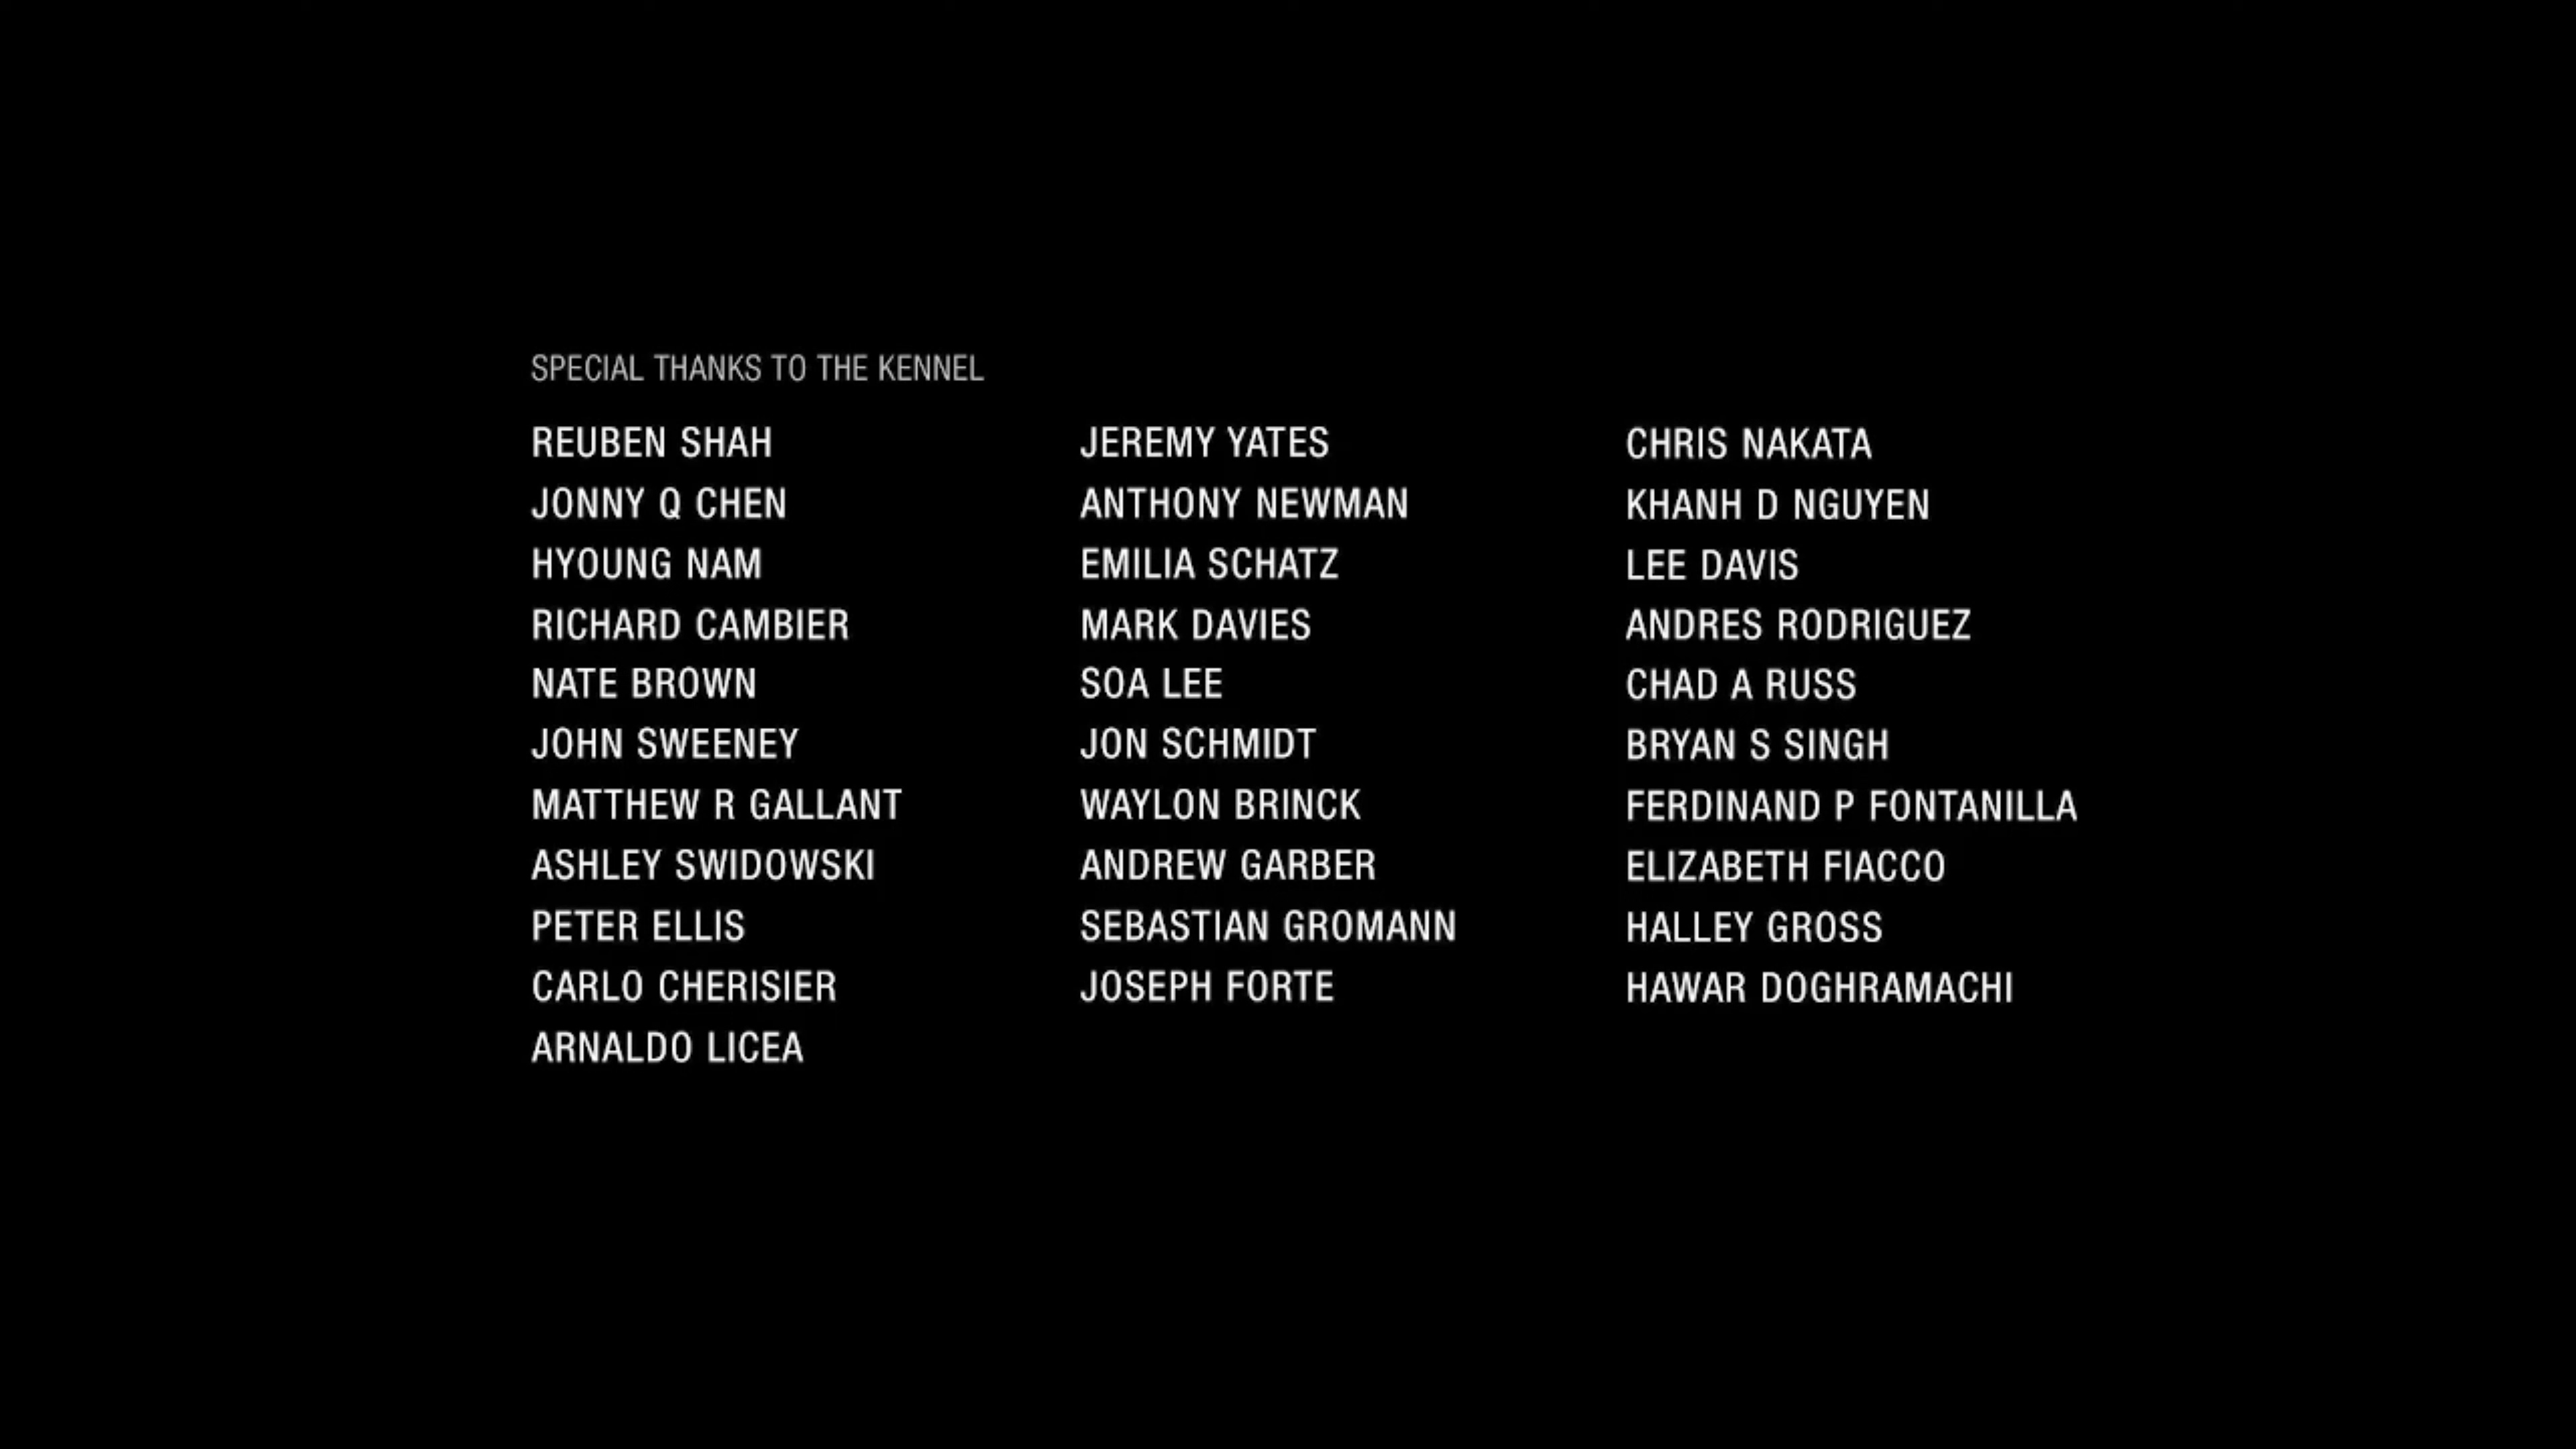 SPECIAL THANKS TO THE KENNEL
REUBEN SHAH
JONNY Q CHEN
HYOUNG NAM
RICHARD CAMBIER
NATE BROWN
JOHN SWEENEY
MATTHEW R GALLANT
ASHLEY SWIDOWSKI
PETER ELLIS
CARLO CHERISIER
ARNALDO LICEA
JEREMY YATES
ANTHONY NEWMAN
EMILIA SCHATZ
MARK DAVIES
SOA LEE
JON SCHMIDT
WAYLON BRINCK
ANDREW GARBER
SEBASTIAN GROMANN
JOSEPH FORTE
CHRIS NAKATA
KHANH D NGUYEN
LEE DAVIS
ANDRES RODRIGUEZ
CHAD A RUSS
BRYAN S SINGH
FERDINAND P FONTANILLA
ELIZABETH FIACCO
HALLEY GROSS
HAWAR DOGHRAMACHI